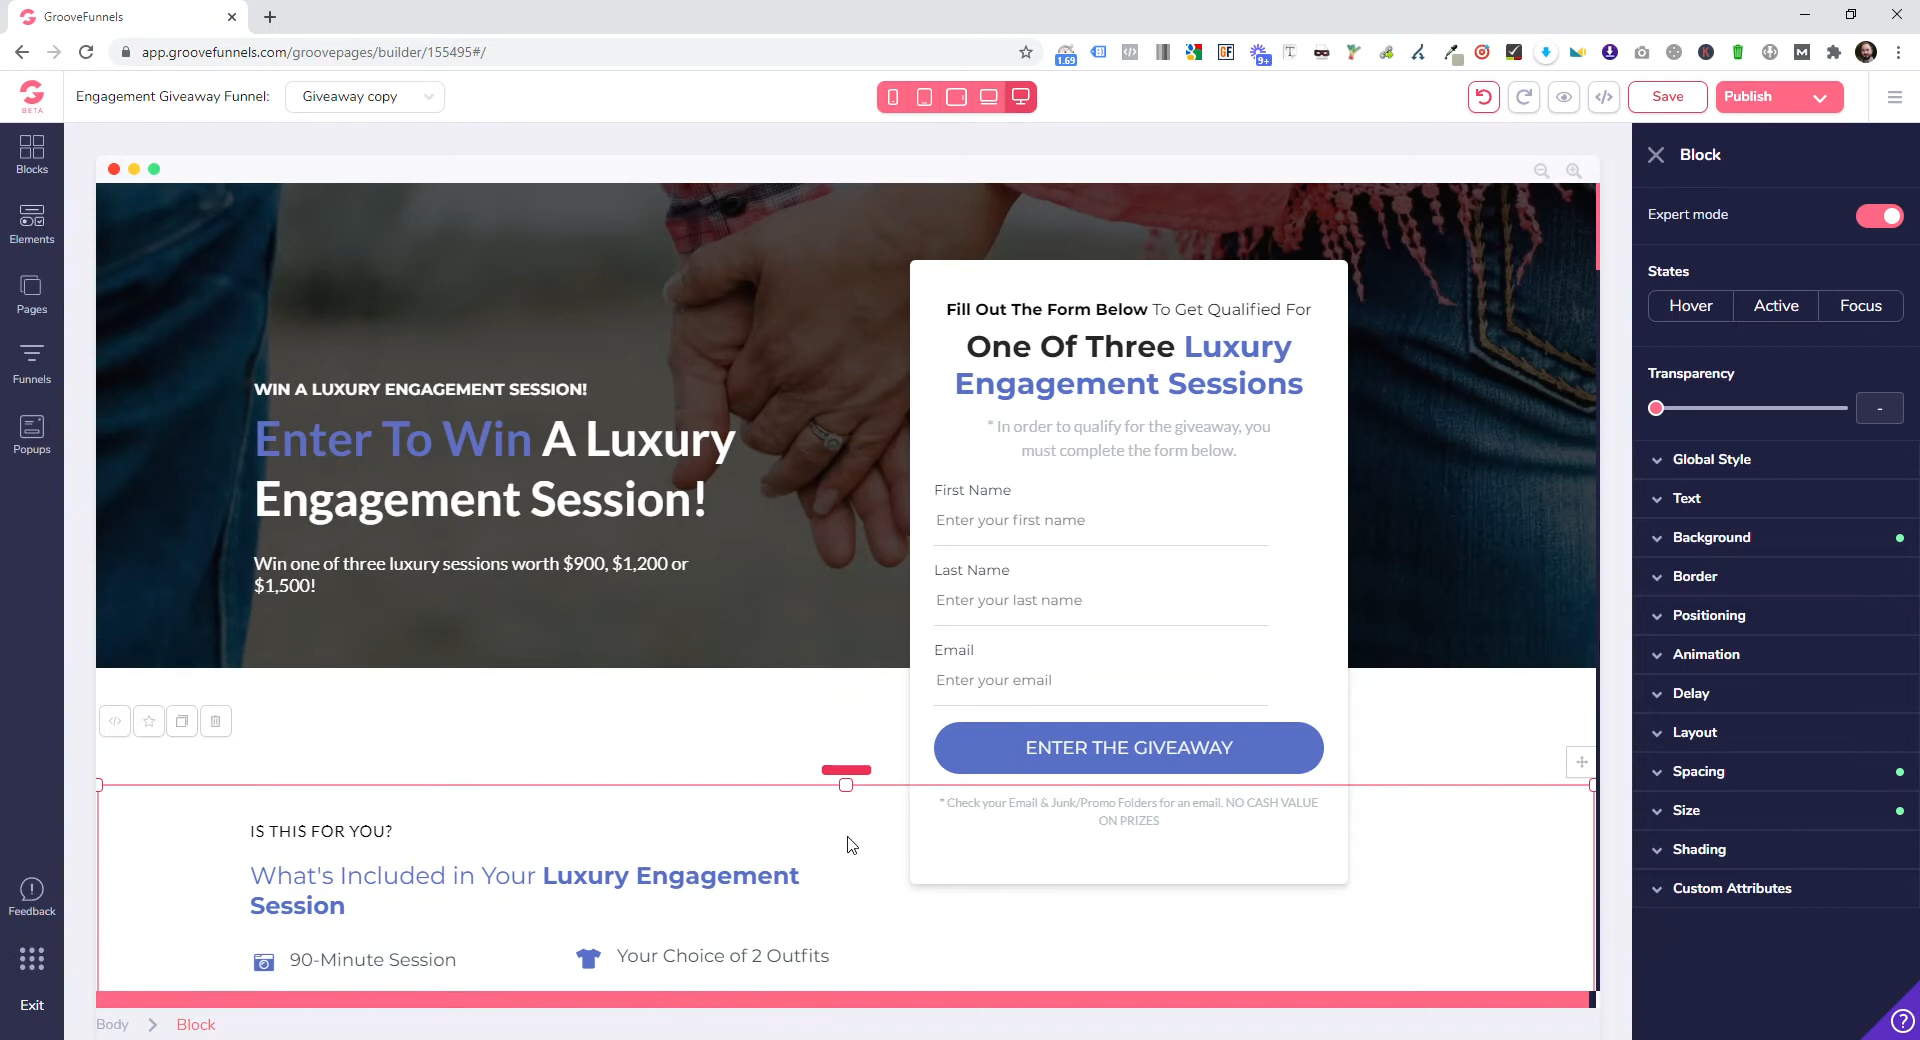 GrooveFunnels
app.groovefunnels.com/groovepages/builder/155495#/
1.69
GF
9+
BETA
Engagement Giveaway Funnel:
Giveaway copy
Save
Publish
Blocks
Elements
Pages
Funnels
Popups
Feedback
Exit
WIN A LUXURY ENGAGEMENT SESSION!
Enter To Win A Luxury
Engagement Session!
Win one of three luxury sessions worth $900, $1,200 or
$1,500!
Fill Out The Form Below To Get Qualified For
One Of Three Luxury
Engagement Sessions
* In order to qualify for the giveaway, you
must complete the form below.
First Name
Enter your first name
Last Name
Enter your last name
Email
Enter your email
ENTER THE GIVEAWAY
* Check your Email & Junk/Promo Folders for an email. NO CASH VALUE
ON PRIZES
IS THIS FOR YOU?
What's Included in Your Luxury Engagement
Session
90-Minute Session
Your Choice of 2 Outfits
Body
Block
Block
Expert mode
States
Hover
Active
Focus
Transparency
-
Global Style
Text
Background
Border
Positioning
Animation
Delay
Layout
Spacing
Size
Shading
Custom Attributes
?